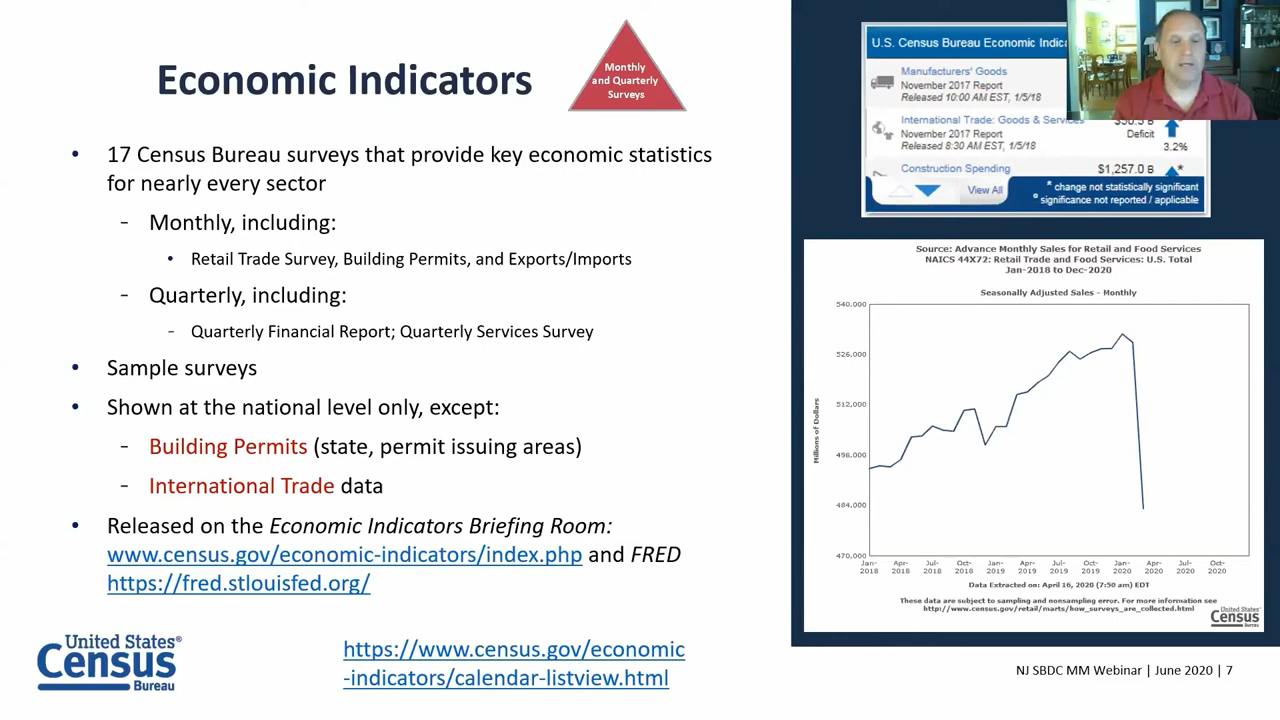 Economic Indicators
Monthly
and Quarterly
Surveys
• 17 Census Bureau surveys that provide key economic statistics
for nearly every sector
- Monthly, including:
• Retail Trade Survey, Building Permits, and Exports/Imports
- Quarterly, including:
- Quarterly Financial Report; Quarterly Services Survey
• Sample surveys
• Shown at the national level only, except:
- Building Permits (state, permit issuing areas)
- International Trade data
• Released on the Economic Indicators Briefing Room:
www.census.gov/economic-indicators/index.php and FRED
https://fred.stlouisfed.org/
United States®
Census
Bureau
https://www.census.gov/economic
-indicators/calendar-listview.html
U.S. Census Bureau Economic Indic
Manufacturers' Goods
November 2017 Report
Released 10:00 AM EST, 1/5/18
International Trade: Goods & Services
November 2017 Report Deficit
Released 8:30 AM EST, 1/5/18 3.2%
Construction Spending $1,257.0 B *
View All
* change not statistically significant
° significance not reported / applicable
Source: Advance Monthly Sales for Retail and Food Services
NAICS 44X72: Retail Trade and Food Services: U.S. Total
Jan-2018 to Dec-2020
Seasonally Adjusted Sales - Monthly
Millions of Dollars
540,000
526,000
512,000
498,000
484,000
470,000
Jan- Apr- Jul- Oct- Jan- Apr- Jul- Oct- Jan- Apr- Jul- Oct-
2018 2018 2018 2018 2019 2019 2019 2019 2020 2020 2020 2020
Data Extracted on: April 16, 2020 (7:50 am) EDT
These data are subject to sampling and nonsampling error. For more information see
http://www.census.gov/retail/marts/how_surveys_are_collected.html
United States®
Census
Bureau
NJ SBDC MM Webinar | June 2020 | 7